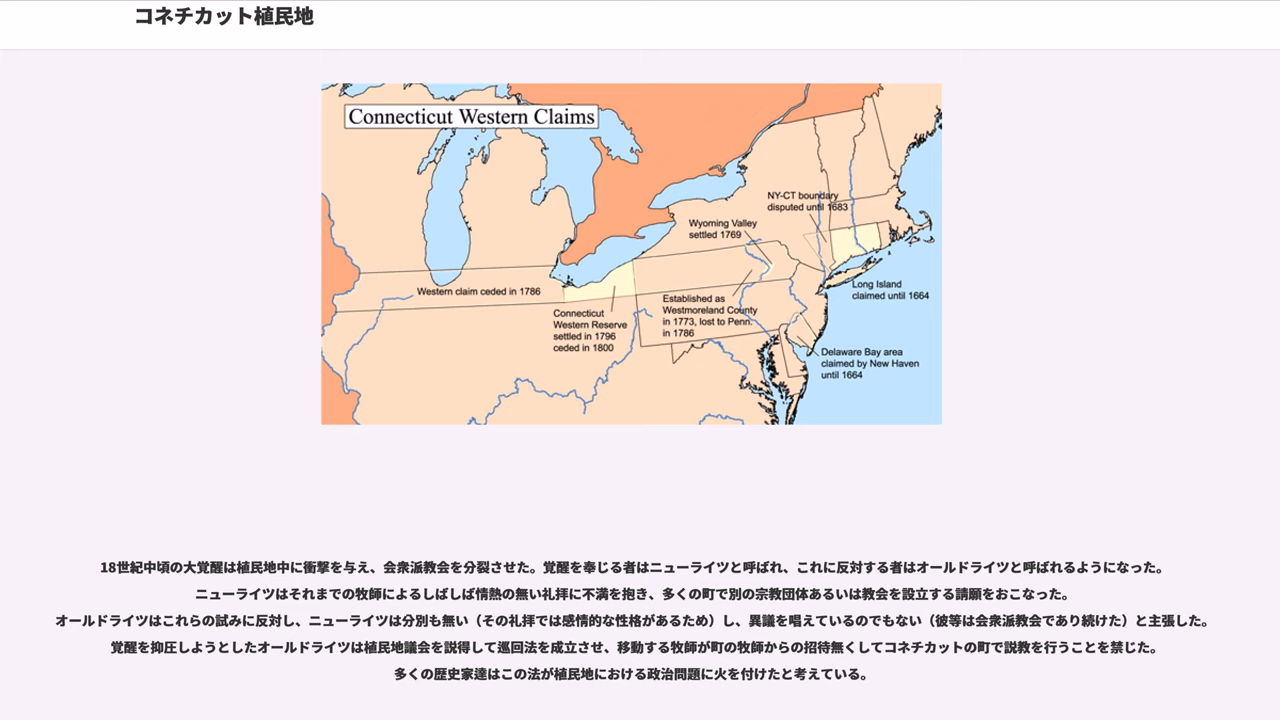 コネチカット植民地
Connecticut Western Claims
NY-CT boundary
disputed until 1683
Wyoming Valley
settled 1769
Western claim ceded in 1786
Long Island
claimed until 1664
Established as
Westmoreland County
in 1773, lost to Penn.
in 1786
Connecticut
Western Reserve
settled in 1796
ceded in 1800
Delaware Bay area
claimed by New Haven
until 1664
18世紀中頃の大覚醒は植民地中に衝撃を与え、会衆派教会を分裂させた。覚醒を奉じる者はニューライツと呼ばれ、これに反対する者はオールドライツと呼ばれるようになった。
ニューライツはそれまでの牧師によるしばしば情熱の無い礼拝に不満を抱き、多くの町で別の宗教団体あるいは教会を設立する請願をおこなった。
オールドライツはこれらの試みに反対し、ニューライツは分別も無い（その礼拝では感情的な性格があるため）し、異議を唱えているのでもない（彼等は会衆派教会であり続けた）と主張した。
覚醒を抑圧しようとしたオールドライツは植民地議会を説得して巡回法を成立させ、移動する牧師が町の牧師からの招待無くしてコネチカットの町で説教を行うことを禁じた。
多くの歴史家達はこの法が植民地における政治問題に火を付けたと考えている。